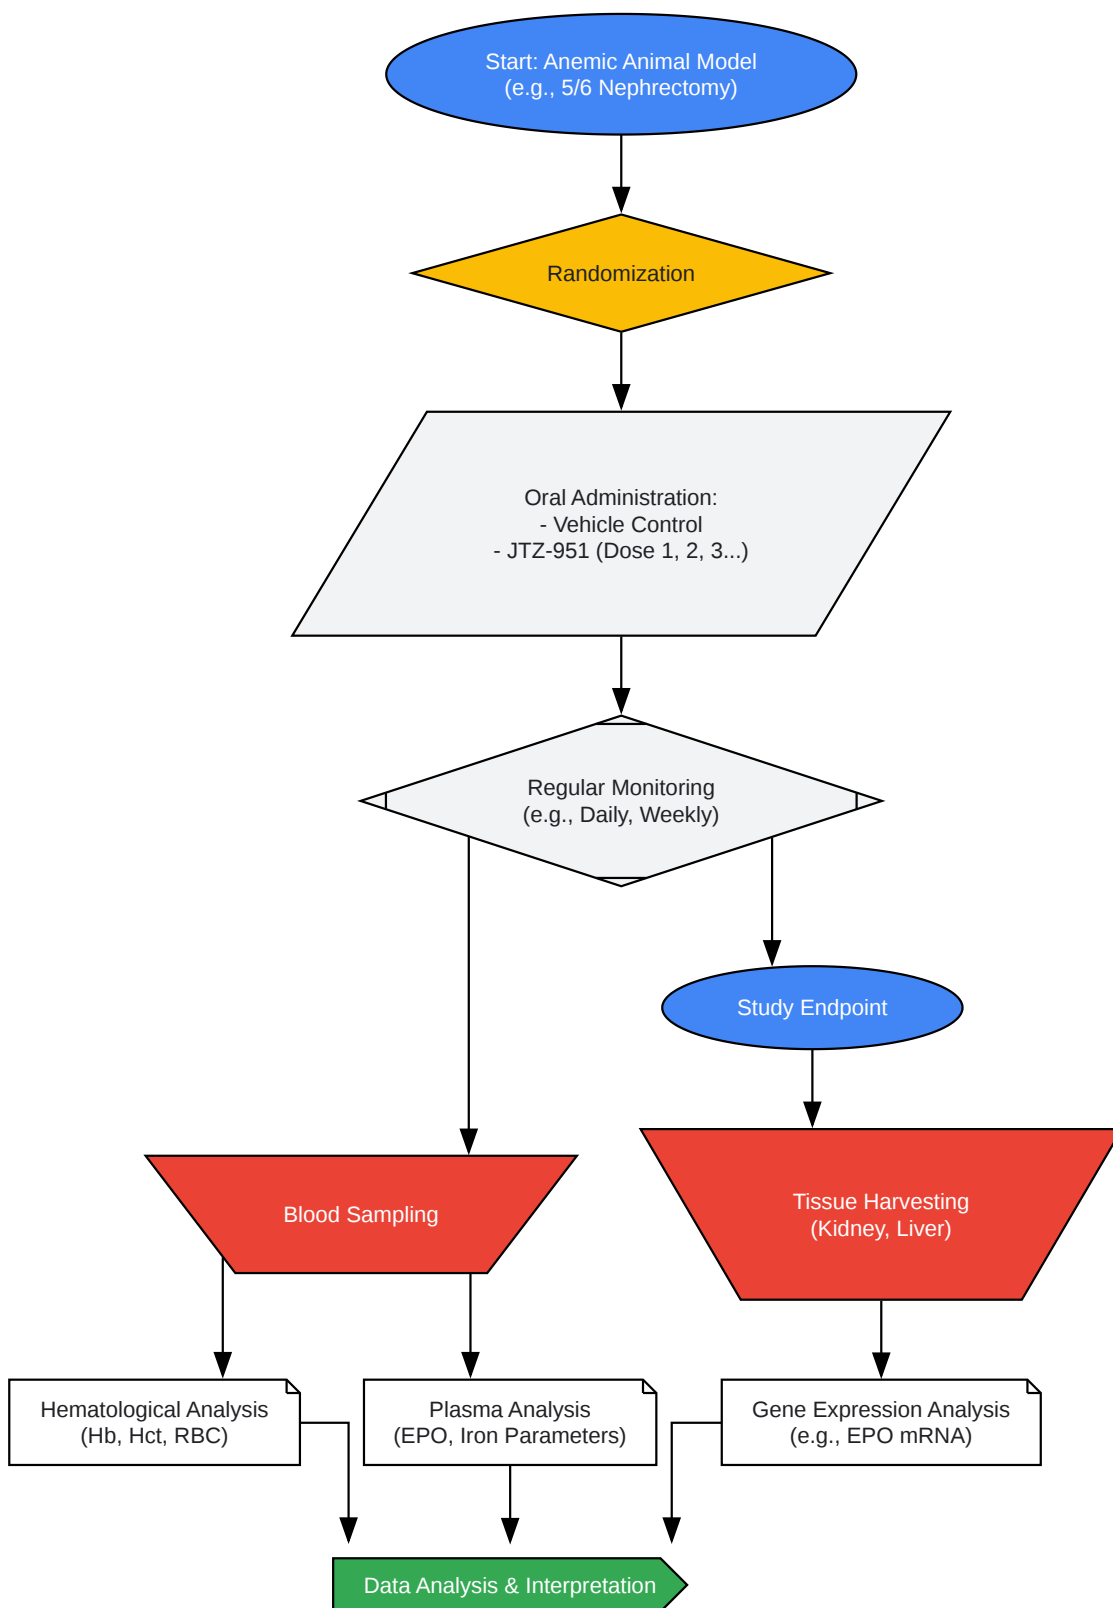 Start: Anemic Animal Model
(e.g., 5/6 Nephrectomy)
Randomization
Oral Administration:
- Vehicle Control
- JTZ-951 (Dose 1, 2, 3...)
Regular Monitoring
(e.g., Daily, Weekly)
Study Endpoint
Blood Sampling
Tissue Harvesting
(Kidney, Liver)
Hematological Analysis
(Hb, Hct, RBC)
Plasma Analysis
(EPO, Iron Parameters)
Gene Expression Analysis
(e.g., EPO mRNA)
Data Analysis & Interpretation